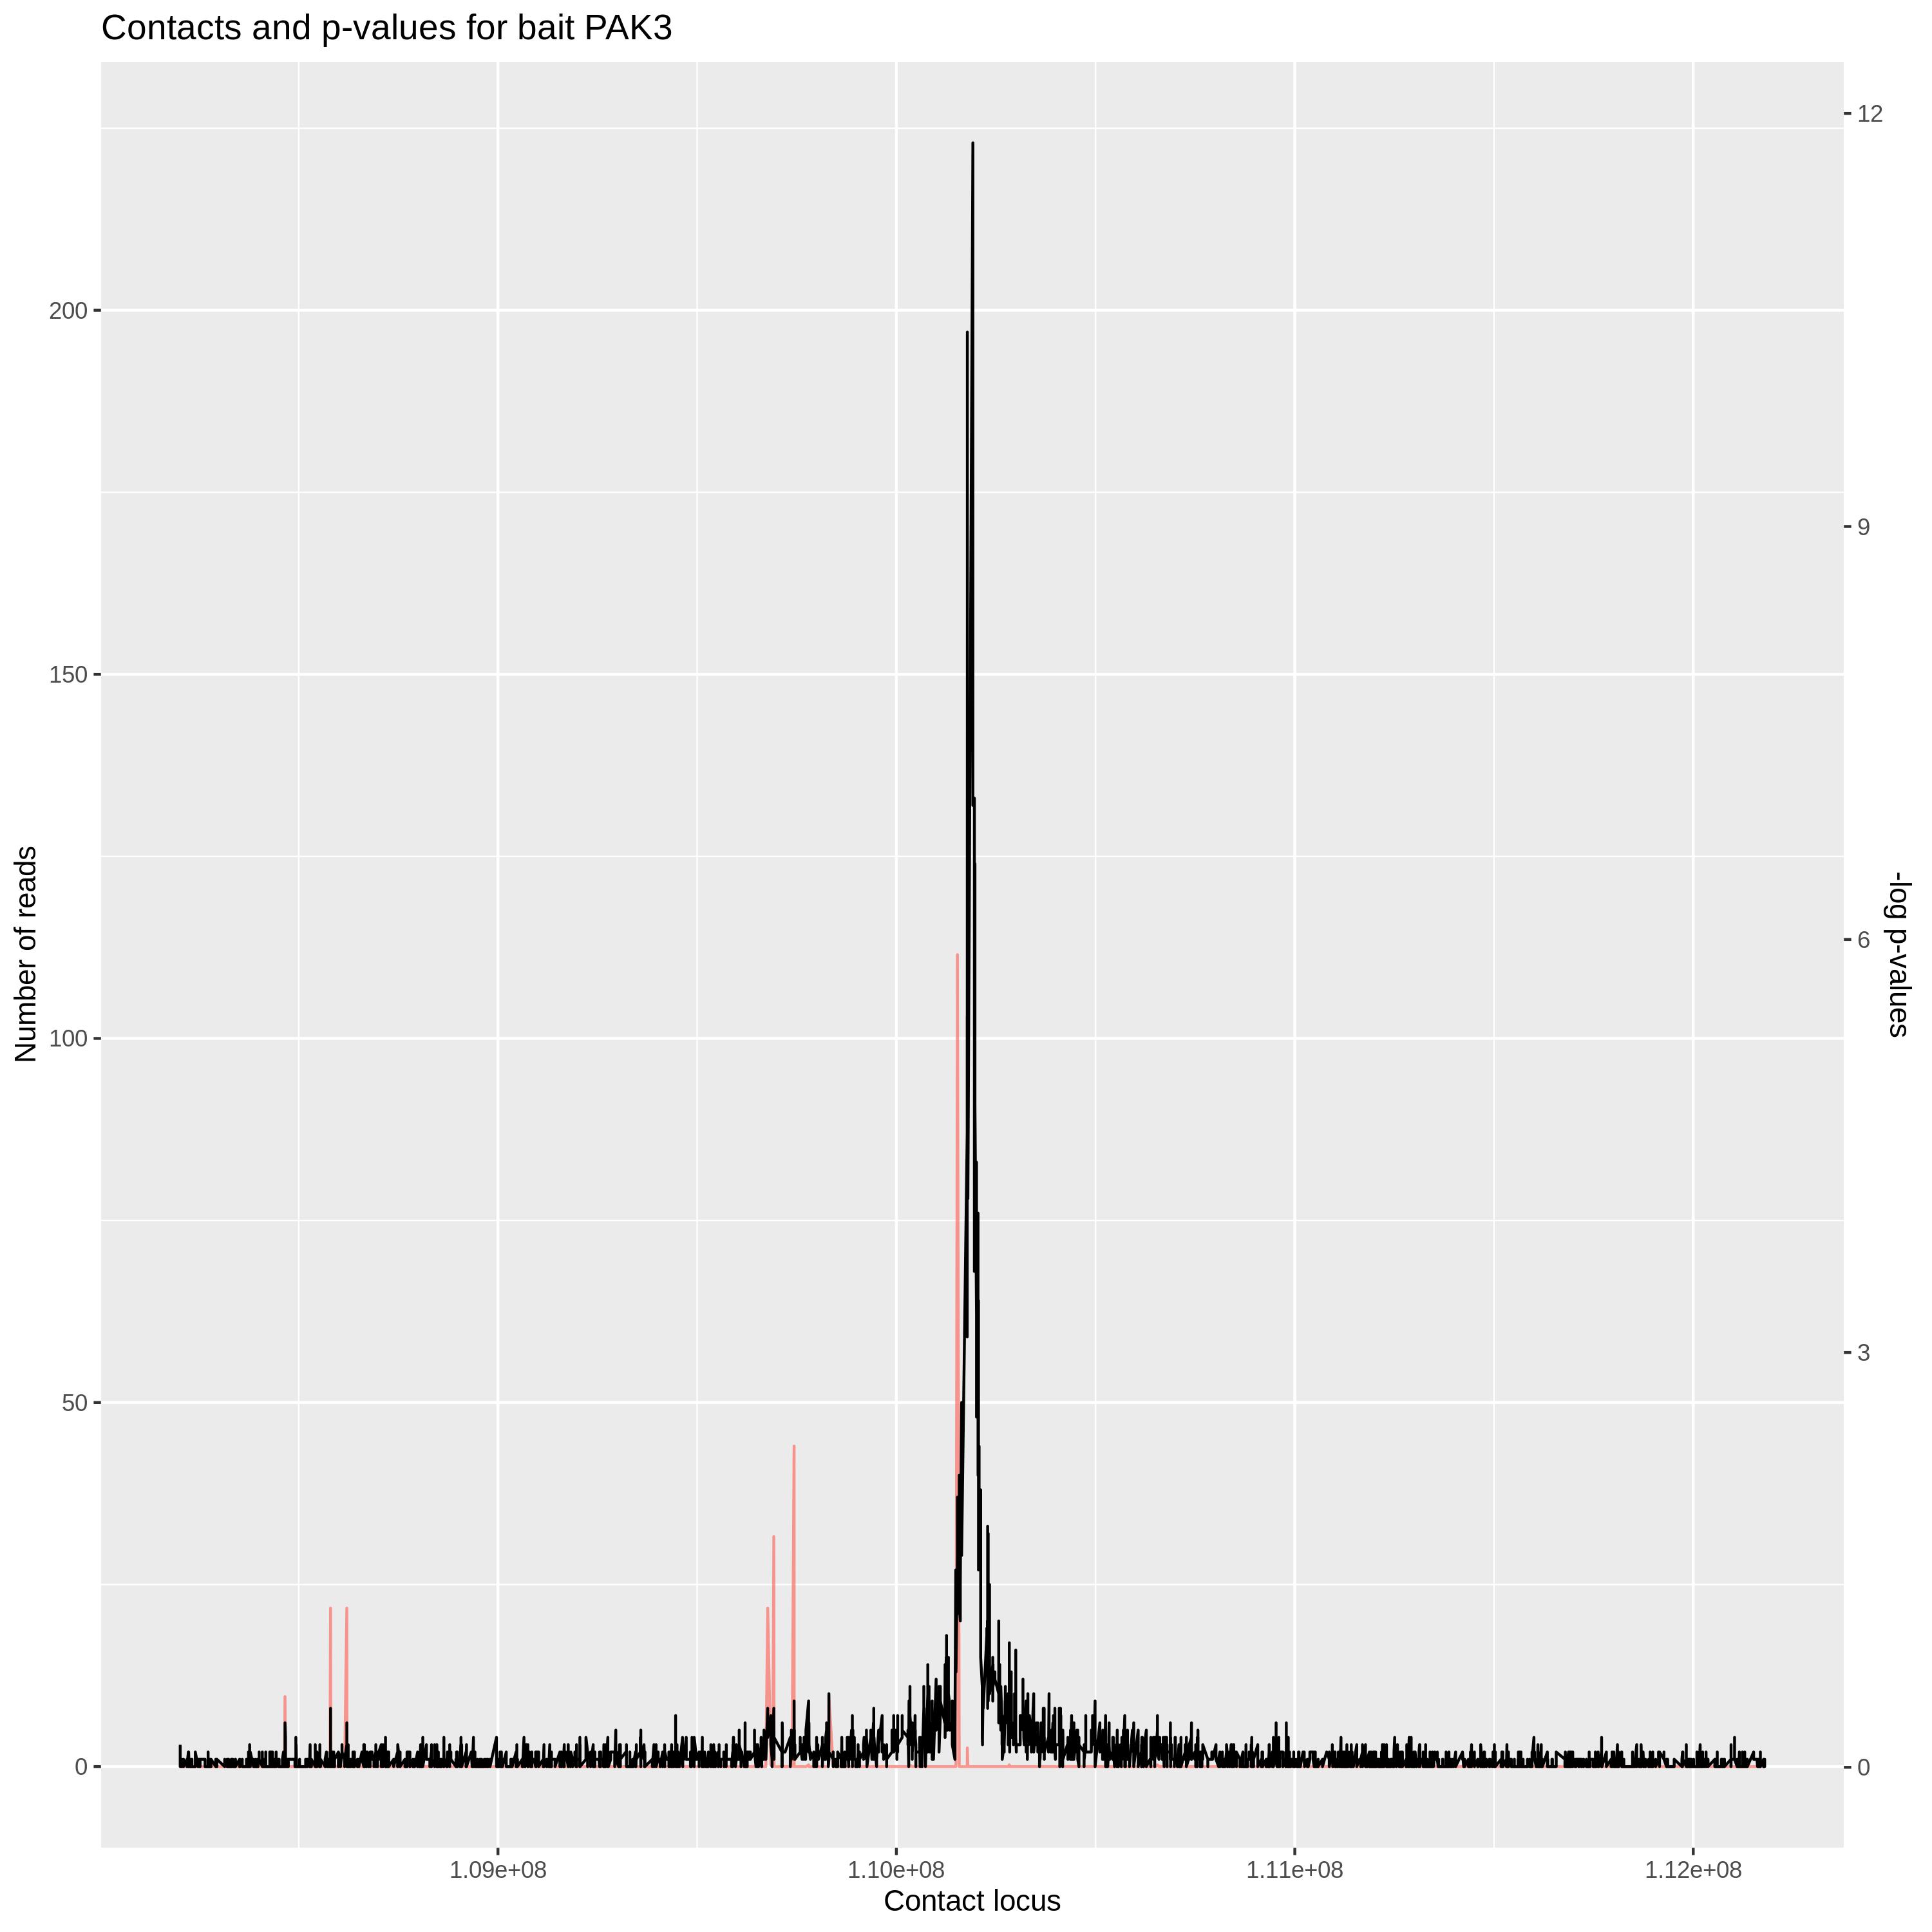 Contacts and p-values for bait PAK3
Number of reads
200
150
100
50
0
12
9
6
3
0
-log p-values
1.09e+08
1.10e+08
1.11e+08
1.12e+08
Contact locus